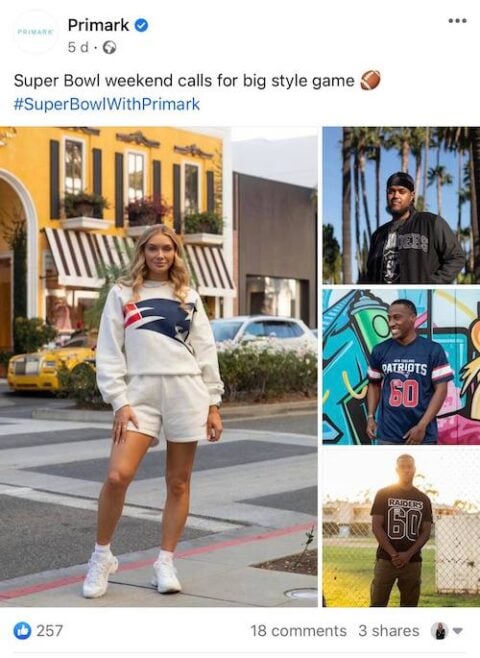 PRIMARK
Primark
5 d ·
Super Bowl weekend calls for big style game 🏈
#SuperBowlWithPrimark
NEW ENGLAND
PATRIOTS
60
RAIDERS
60
257
18 comments 3 shares